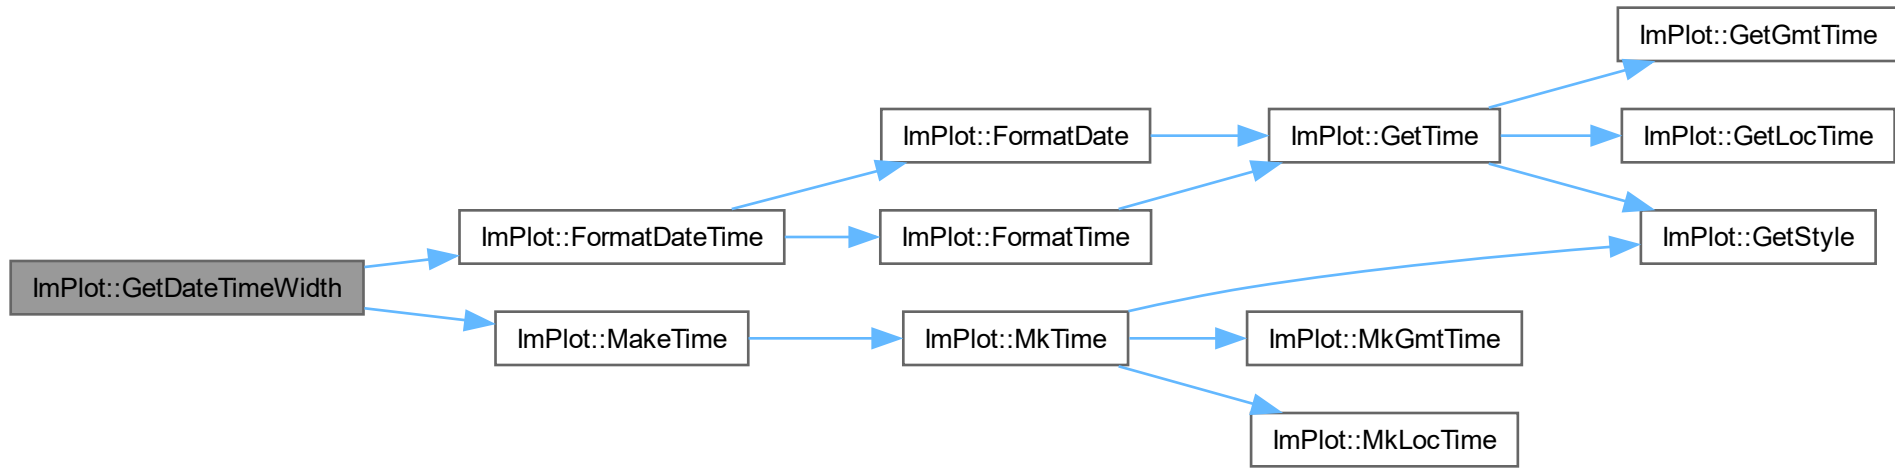 ImPlot::GetGmtTime
ImPlot::FormatDate
ImPlot::GetTime
ImPlot::GetLocTime
ImPlot::FormatDateTime
ImPlot::FormatTime
ImPlot::GetStyle
ImPlot::GetDateTimeWidth
ImPlot::MakeTime
ImPlot::MkTime
ImPlot::MkGmtTime
ImPlot::MkLocTime